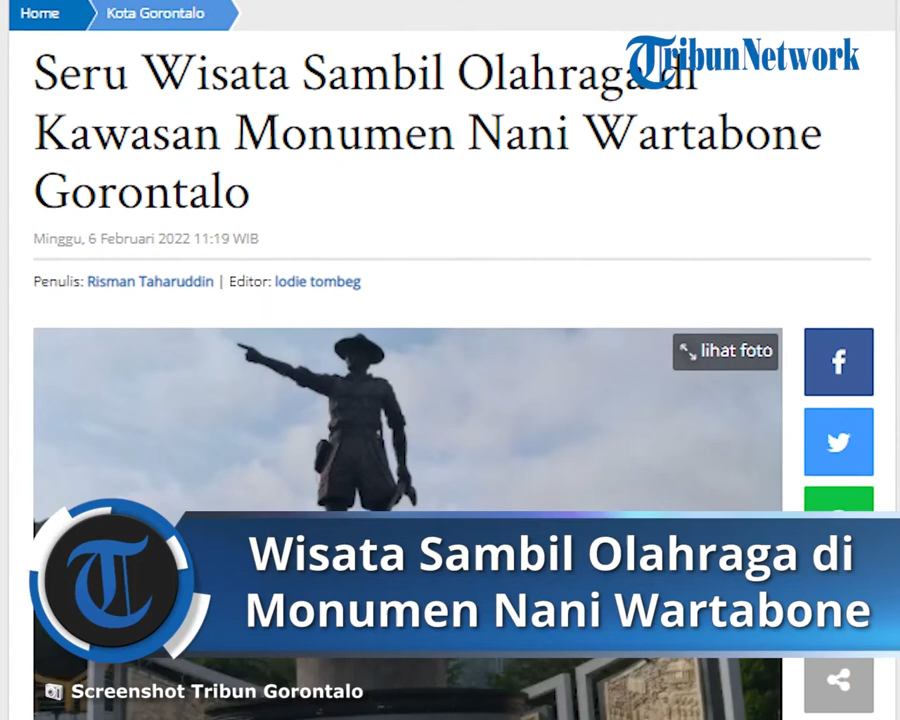 Home
Kota Gorontalo
TribunNetwork
Seru Wisata Sambil Olahraga di
Kawasan Monumen Nani Wartabone
Gorontalo
Minggu, 6 Februari 2022 11:19 WIB
Penulis: Risman Taharuddin | Editor: lodie tombeg
lihat foto
Wisata Sambil Olahraga di
Monumen Nani Wartabone
Screenshot Tribun Gorontalo